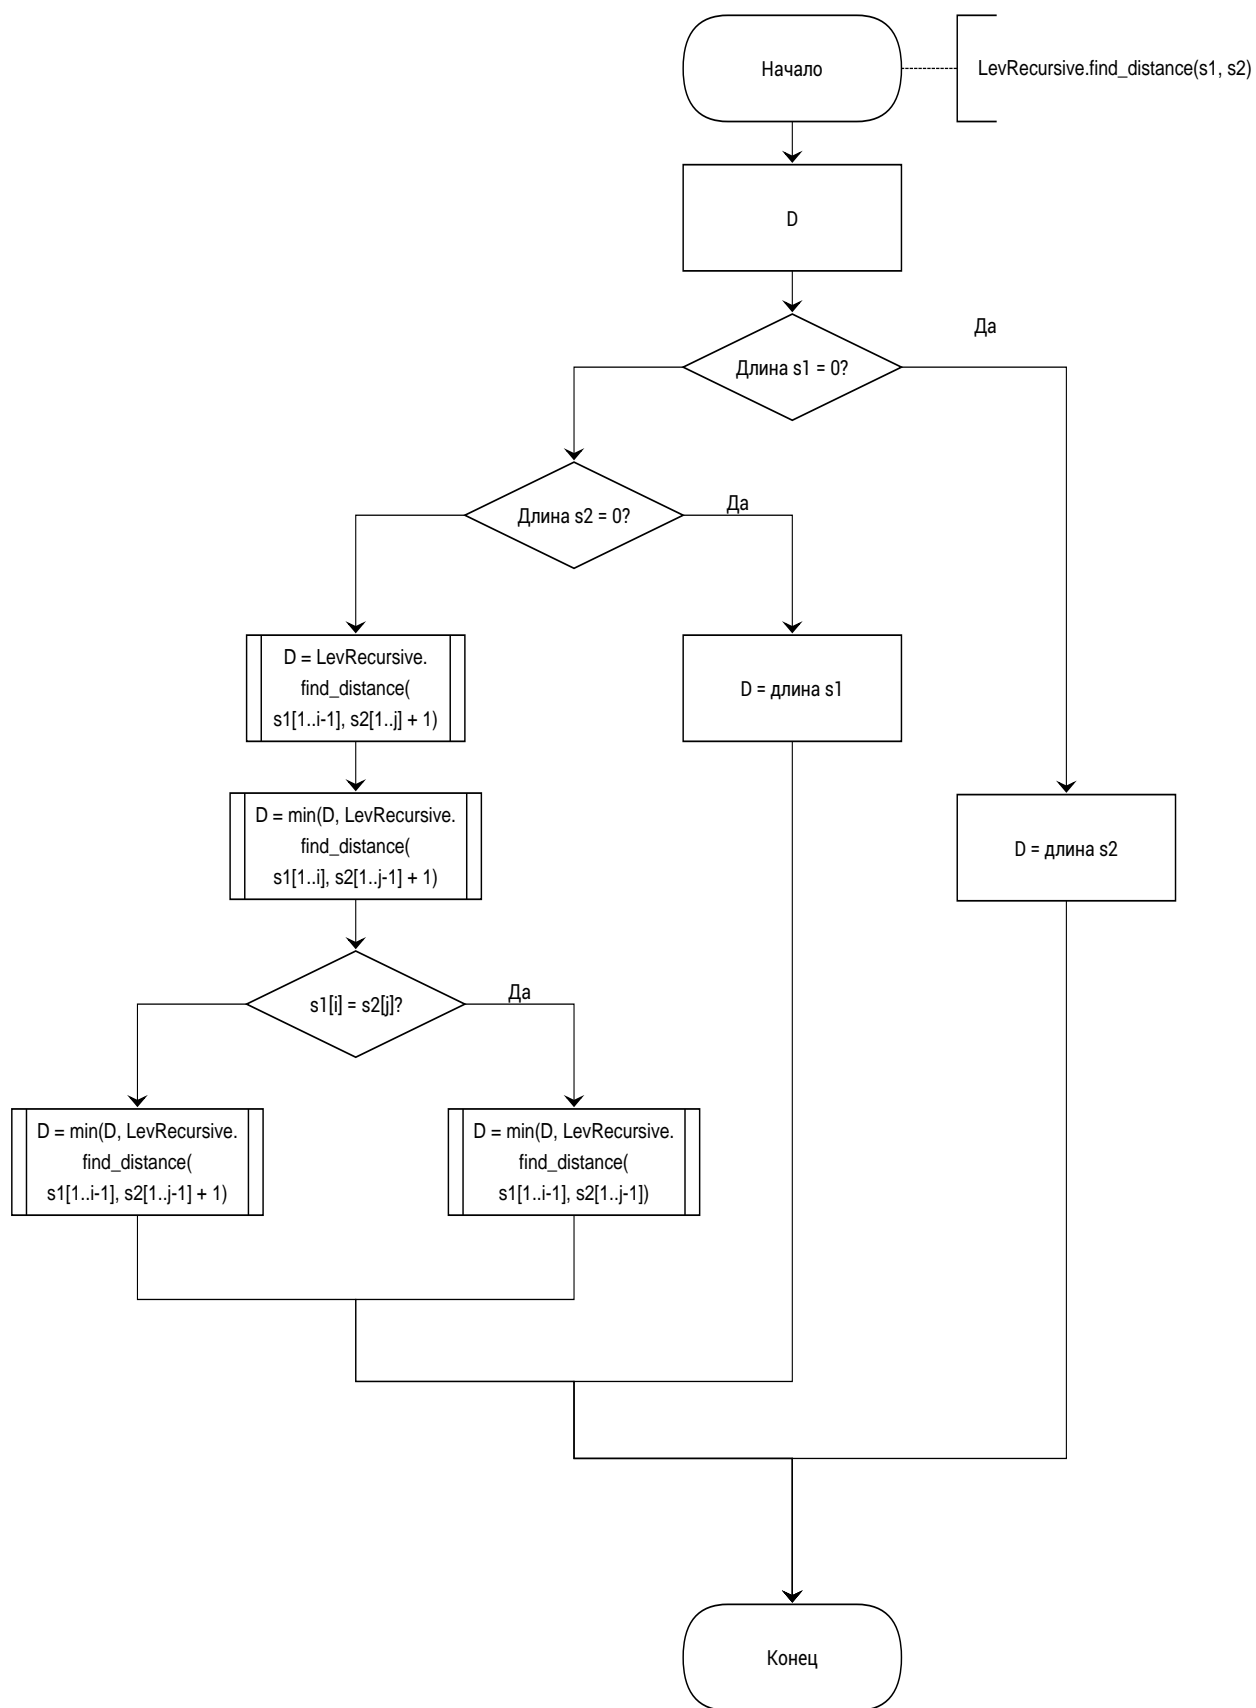 Начало
LevRecursive.find_distance(s1, s2)
D
Да
Длина s1 = 0?
Да
Длина s2 = 0?
D = LevRecursive.
find_distance(
s1[1..i-1], s2[1..j] + 1)
D = длина s1
D = min(D, LevRecursive.
find_distance(
s1[1..i], s2[1..j-1] + 1)
D = длина s2
Да
s1[i] = s2[j]?
D = min(D, LevRecursive.
find_distance(
s1[1..i-1], s2[1..j-1] + 1)
D = min(D, LevRecursive.
find_distance(
s1[1..i-1], s2[1..j-1])
Конец